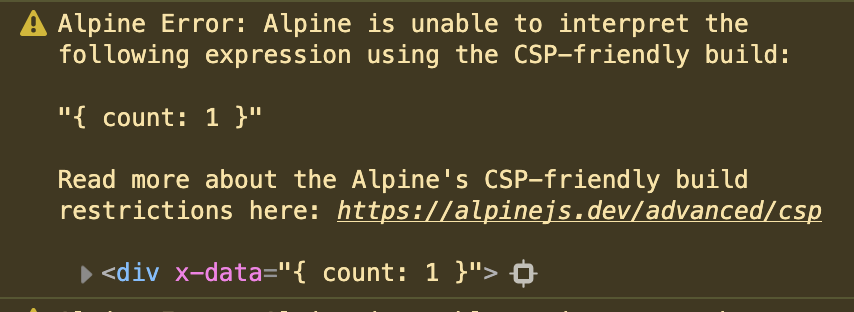 Alpine Error: Alpine is unable to interpret the
following expression using the CSP-friendly build:
"{ count: 1 }"
Read more about the Alpine's CSP-friendly build
restrictions here: https://alpinejs.dev/advanced/csp
<div x-data="{ count: 1 }">